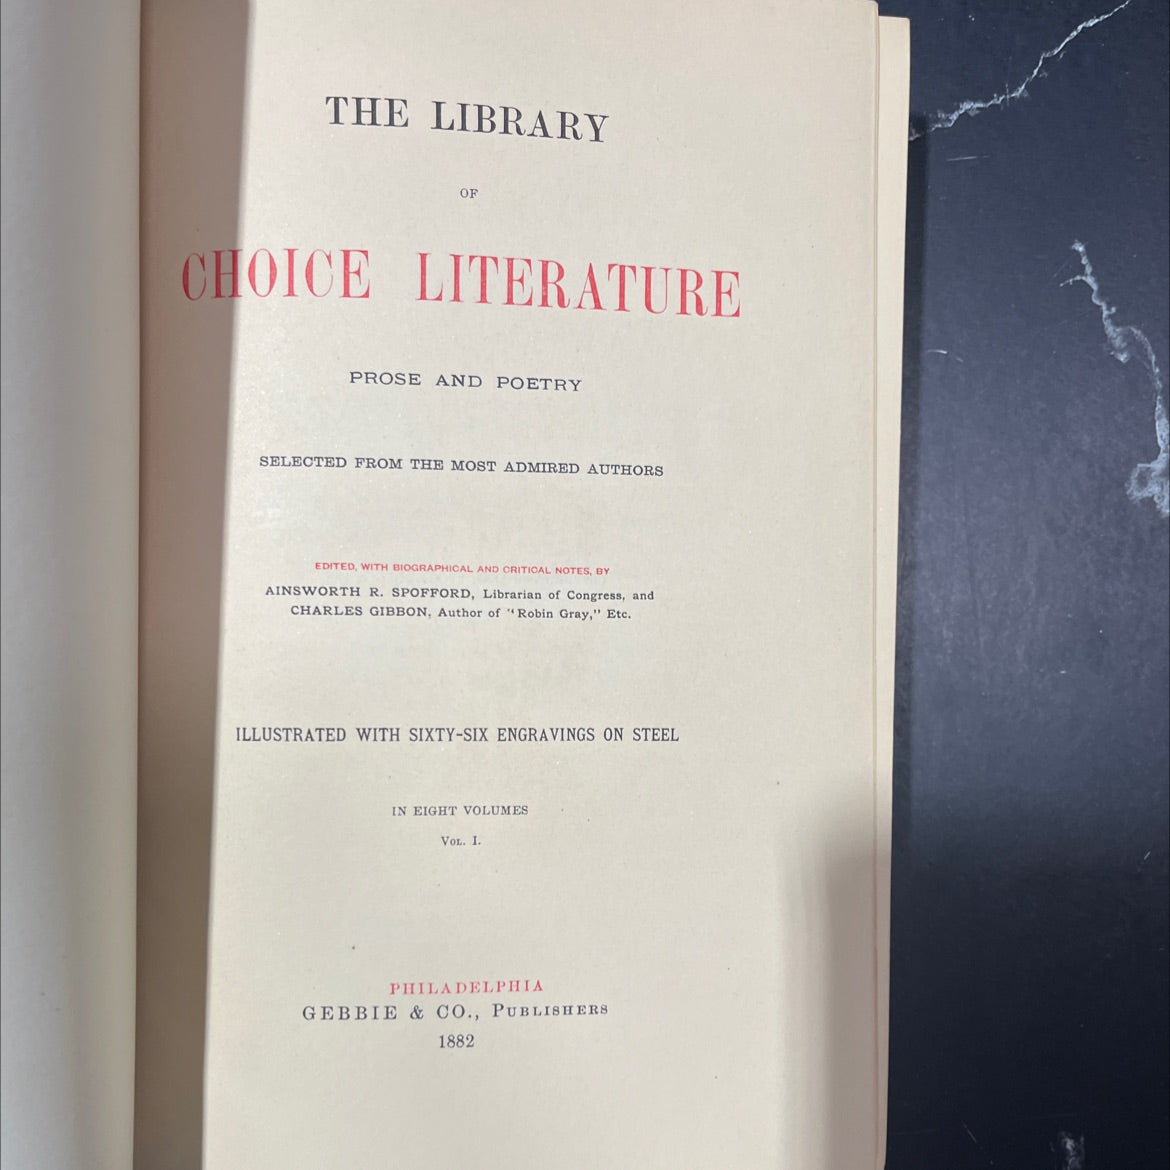 THE LIBRARY
OF
CHOICE LITERATURE
PROSE AND POETRY
SELECTED FROM THE MOST ADMIRED AUTHORS
EDITED, WITH BIOGRAPHICAL AND CRITICAL NOTES, BY
AINSWORTH R. SPOFFORD, Librarian of Congress, and
CHARLES GIBBON, Author of "Robin Gray," Etc.
ILLUSTRATED WITH SIXTY-SIX ENGRAVINGS ON STEEL
IN EIGHT VOLUMES
VOL. I.
PHILADELPHIA
GEBBIE & CO., PUBLISHERS
1882